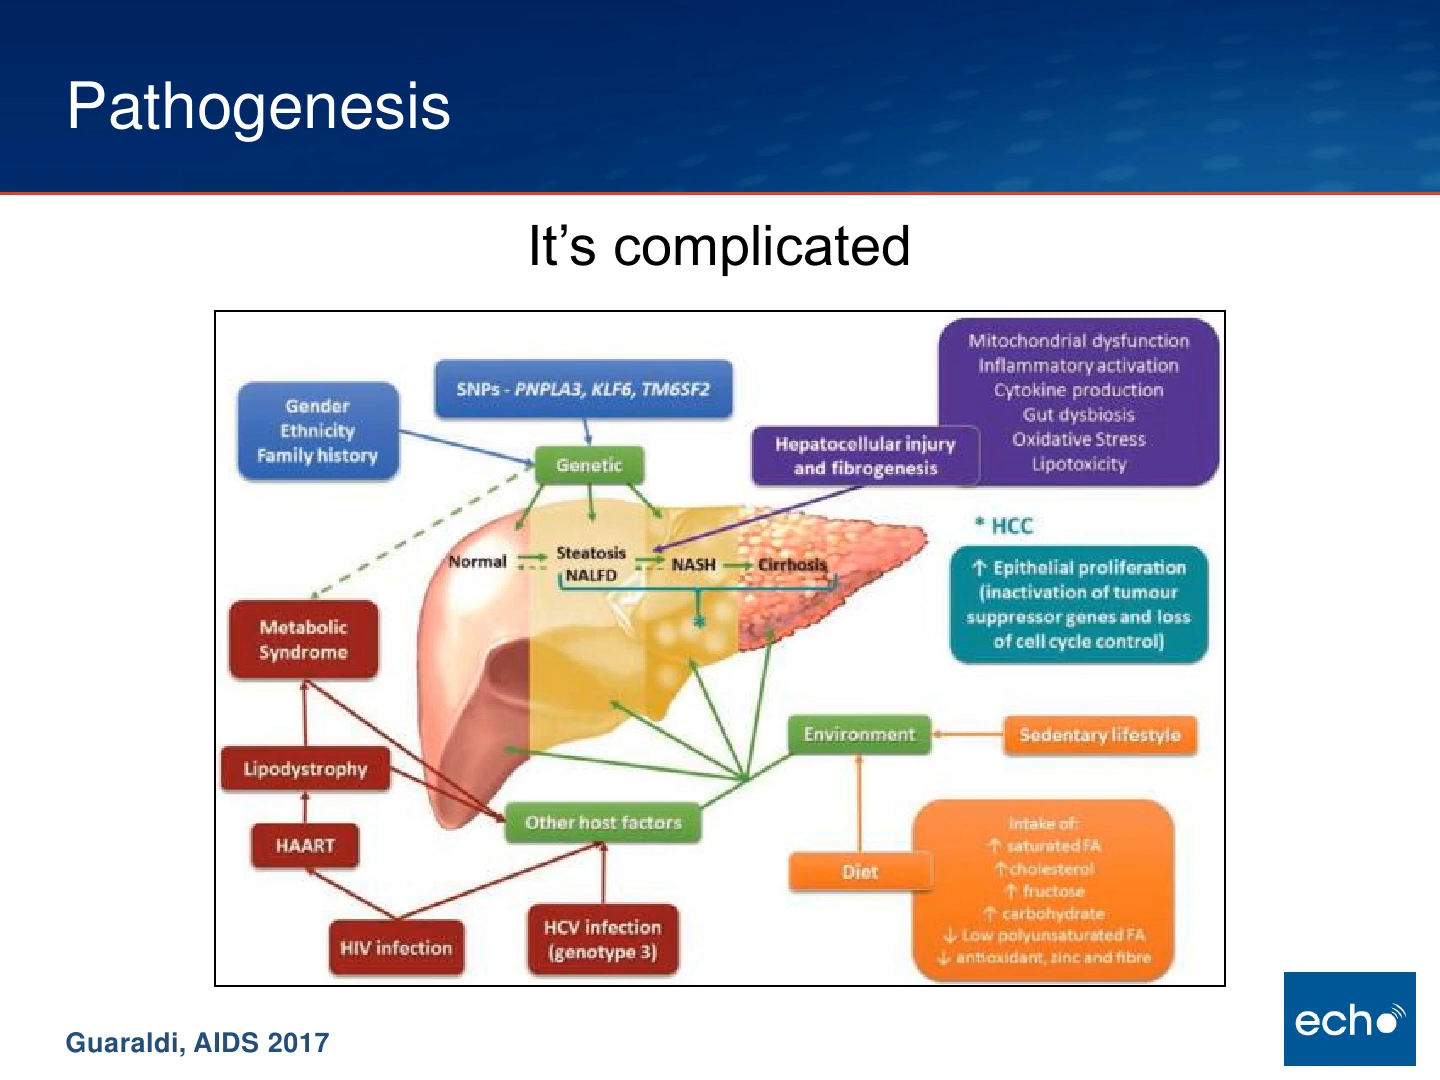 Pathogenesis
It’s complicated
Mitochondrial dysfunction
Inflammatory activation
Cytokine production
Gut dysbiosis
Oxidative Stress
Lipotoxicity
SNPs - PNPLA3, KLF6, TM6SF2
Gender
Ethnicity
Family history
Hepatocellular injury
and fibrogenesis
Genetic
* HCC
Normal
Steatosis
NALFD
NASH
Cirrhosis
*
↑ Epithelial proliferation
(inactivation of tumour
suppressor genes and loss
of cell cycle control)
Metabolic
Syndrome
Environment
Sedentary lifestyle
Lipodystrophy
Other host factors
HAART
Diet
Intake of:
↑ saturated FA
↑cholesterol
↑ fructose
↑ carbohydrate
↓ Low polyunsaturated FA
↓ antioxidant, zinc and fibre
HIV infection
HCV infection
(genotype 3)
Guaraldi, AIDS 2017
echo